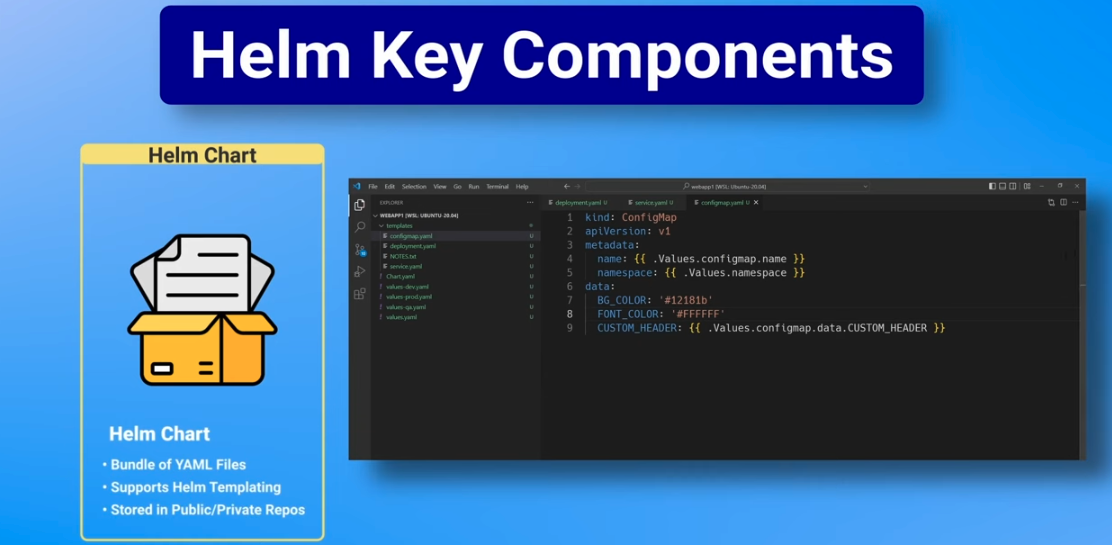 Helm Key Components
Helm Chart
Helm Chart
• Bundle of YAML Files
• Supports Helm Templating
• Stored in Public/Private Repos
File Edit Selection View Go Run Terminal Help
webapp1 [WSL: Ubuntu-20.04]
EXPLORER
WEBAPP1 [WSL: UBUNTU-20.04]
templates
configmap.yaml U
deployment.yaml U
NOTES.txt U
service.yaml U
Chart.yaml U
values-dev.yaml U
values-prod.yaml U
values-qa.yaml U
values.yaml U
deployment.yaml U service.yaml U configmap.yaml U
1 kind: ConfigMap
2 apiVersion: v1
3 metadata:
4 name: {{ .Values.configmap.name }}
5 namespace: {{ .Values.namespace }}
6 data:
7 BG_COLOR: '#12181b'
8 FONT_COLOR: '#FFFFFF'
9 CUSTOM_HEADER: {{ .Values.configmap.data.CUSTOM_HEADER }}